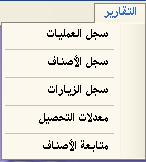 التقارير
سجل العمليات
سجل الأصناف
سجل الزيارات
معدلات التحصيل
متابعة الأصناف